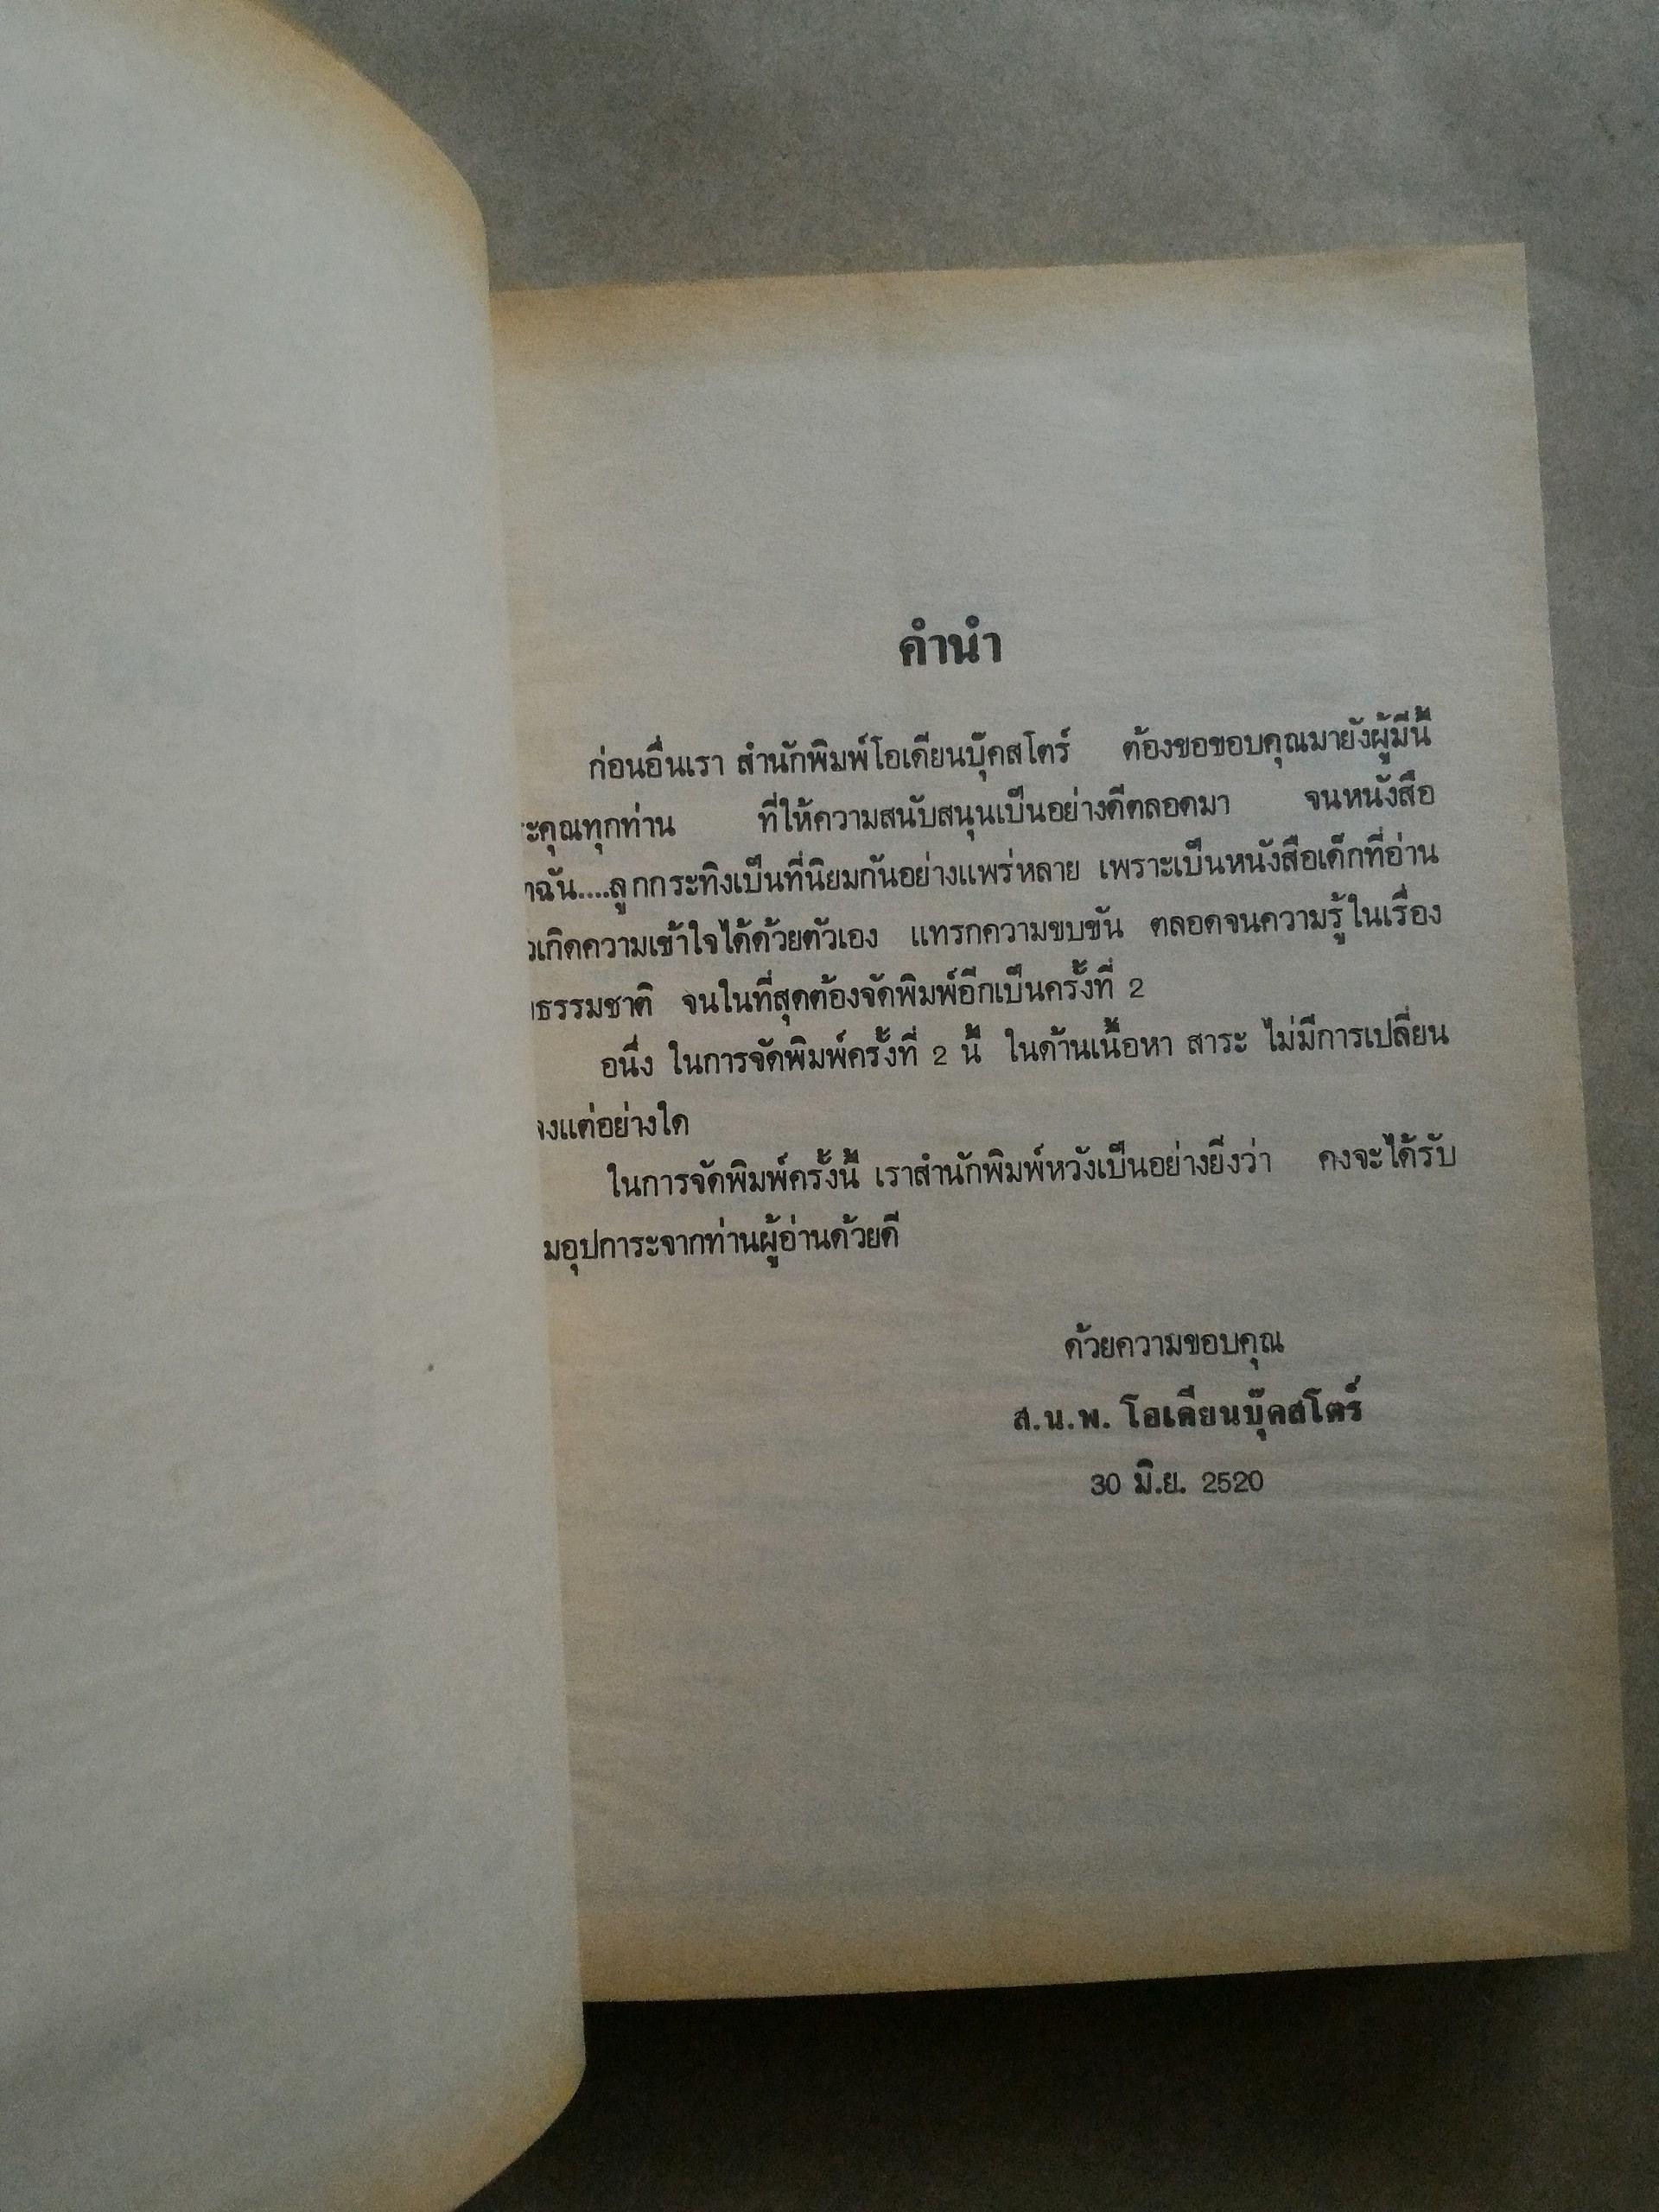 คำนำ
ก่อนอื่นเรา สำนักพิมพ์โอเดียนบุ๊คสโตร์ ต้องขอขอบคุณมายังผู้มีนี้
ะคุณทุกท่าน ที่ให้ความสนับสนุนเป็นอย่างดีตลอดมา จนหนังสือ
าฉัน....ลูกกระทิงเป็นที่นิยมกันอย่างแพร่หลาย เพราะเป็นหนังสือเด็กที่อ่าน
เกิดความเข้าใจได้ด้วยตัวเอง แทรกความขบขัน ตลอดจนความรู้ในเรื่อง
ธรรมชาติ จนในที่สุดต้องจัดพิมพ์อีกเป็นครั้งที่ 2
อนึ่ง ในการจัดพิมพ์ครั้งที่ 2 นี้ ในด้านเนื้อหา สาระ ไม่มีการเปลี่ยน
งแต่อย่างใด
ในการจัดพิมพ์ครั้งนี้ เราสำนักพิมพ์หวังเป็นอย่างยิ่งว่า คงจะได้รับ
มอุปการะจากท่านผู้อ่านด้วยดี
ด้วยความขอบคุณ
ส.น.พ. โอเดียนบุ๊คสโตร์
30 มิ.ย. 2520